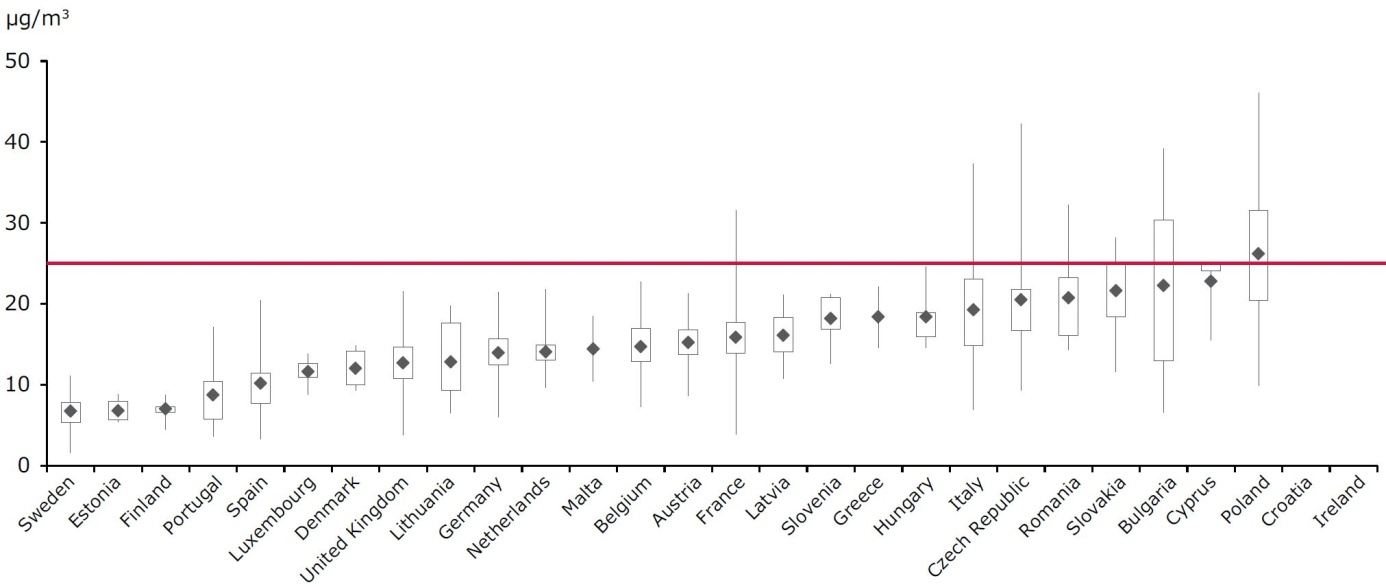 µg/m³
50
40
30
20
10
0
Sweden
Estonia
Finland
Portugal
Spain
Luxembourg
Denmark
United Kingdom
Lithuania
Germany
Netherlands
Malta
Belgium
Austria
France
Latvia
Slovenia
Greece
Hungary
Italy
Czech Republic
Romania
Slovakia
Bulgaria
Cyprus
Poland
Croatia
Ireland